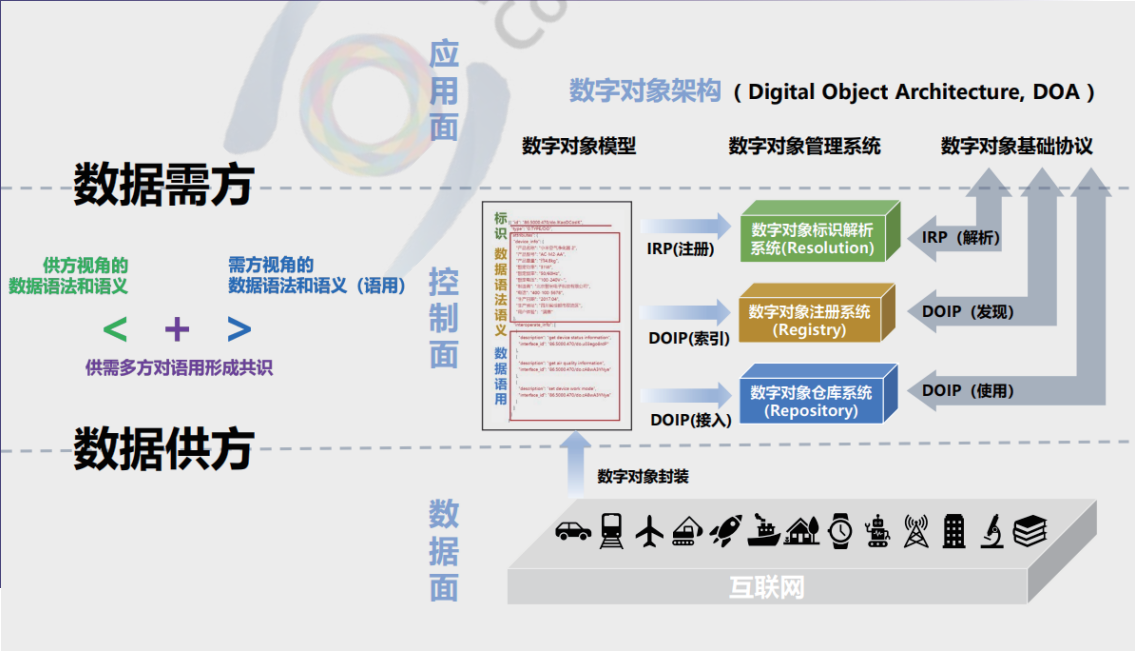 Co
应用面
数字对象架构 ( Digital Object Architecture, DOA )
数字对象模型
数字对象管理系统
数字对象基础协议
数据需方
供方视角的
数据语法和语义
需方视角的
数据语法和语义（语用）
< + >
供需多方对语用形成共识
数据供方
控制面
标识
数据语法语义
数据语用
IRP(注册)
数字对象标识解析
系统(Resolution)
IRP（解析）
DOIP(索引)
数字对象注册系统
(Registry)
DOIP（发现）
DOIP(接入)
数字对象仓库系统
(Repository)
DOIP（使用）
数字对象封装
数据面
互联网